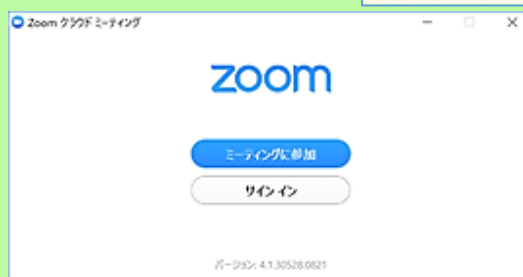 Zoom クラウド ミーティング
zoom
ミーティングに参加
サイン イン
バージョン: 4.1.30528.0821